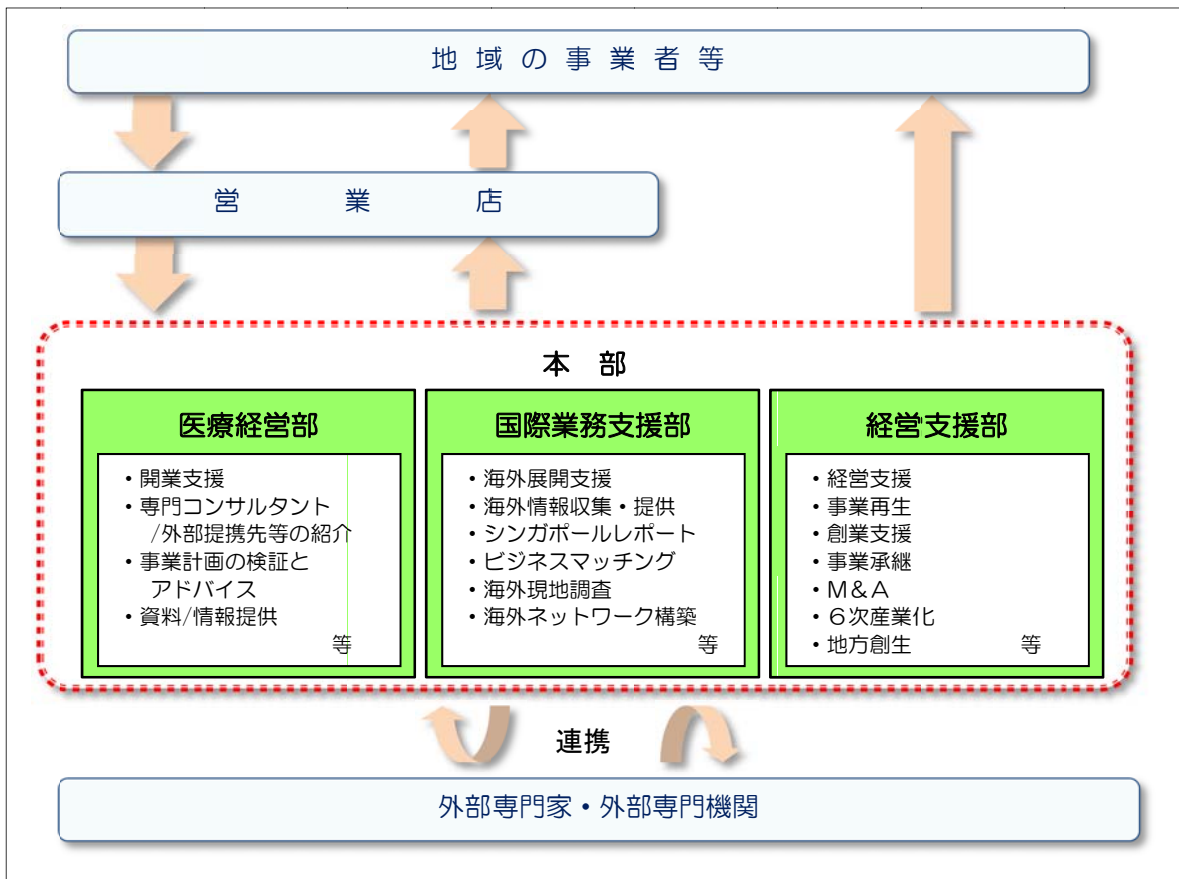 地域の事業者等
営業店
本部
医療経営部
・開業支援
・専門コンサルタント
/外部提携先等の紹介
・事業計画の検証と
アドバイス
・資料/情報提供
等
国際業務支援部
・海外展開支援
・海外情報収集・提供
・シンガポールレポート
・ビジネスマッチング
・海外現地調査
・海外ネットワーク構築
等
経営支援部
・経営支援
・事業再生
・創業支援
・事業承継
・M&A
・6次産業化
・地方創生 等
連携
外部専門家・外部専門機関